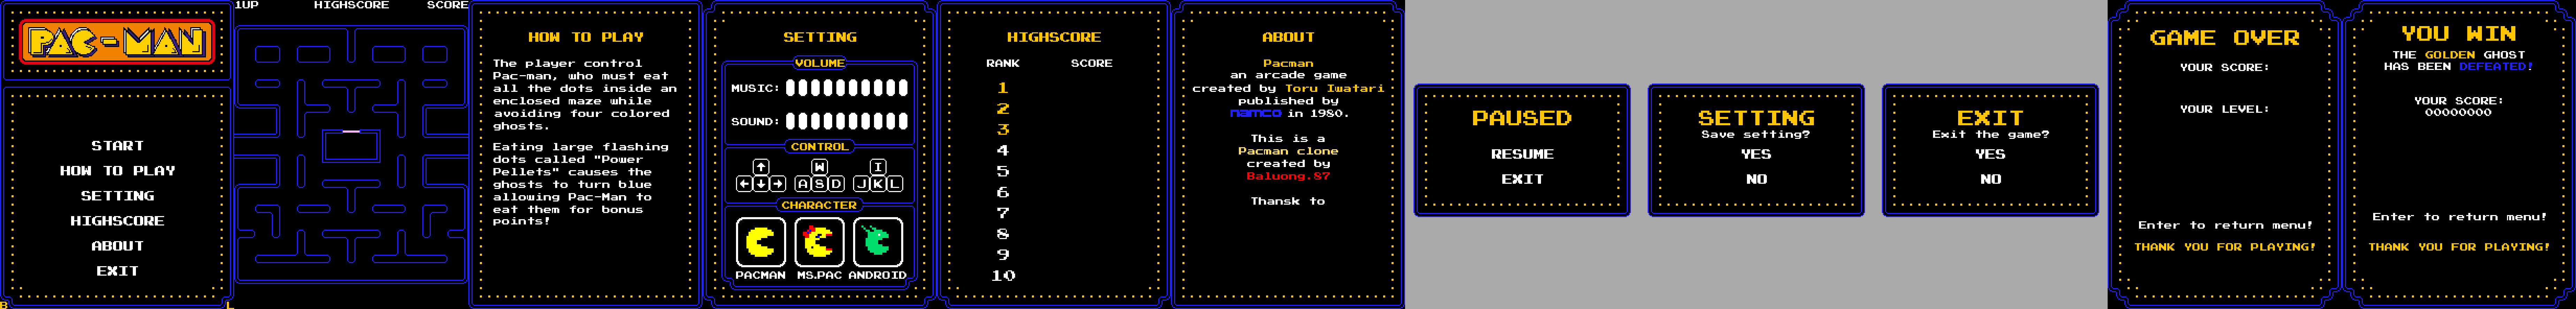 PAC-MAN
START
HOW TO PLAY
SETTING
HIGHSCORE
ABOUT
EXIT
B
L
1UP HIGHSCORE SCORE
HOW TO PLAY
The player control
Pac-man, who must eat
all the dots inside an
enclosed maze while
avoiding four colored
ghosts.
Eating large flashing
dots called "Power
Pellets" causes the
ghosts to turn blue
allowing Pac-Man to
eat them for bonus
points!
SETTING
VOLUME
MUSIC:
SOUND:
CONTROL
W I
A S D J K L
CHARACTER
PACMAN MS.PAC ANDROID
HIGHSCORE
RANK SCORE
1
2
3
4
5
6
7
8
9
10
ABOUT
Pacman
an arcade game
created by Toru Iwatari
published by
namco in 1980.
This is a
Pacman clone
created by
Baluong.S7
Thansk to
PAUSED
RESUME
EXIT
SETTING
Save setting?
YES
NO
EXIT
Exit the game?
YES
NO
GAME OVER
YOUR SCORE:
YOUR LEVEL:
Enter to return menu!
THANK YOU FOR PLAYING!
YOU WIN
THE GOLDEN GHOST
HAS BEEN DEFEATED!
YOUR SCORE:
00000000
Enter to return menu!
THANK YOU FOR PLAYING!